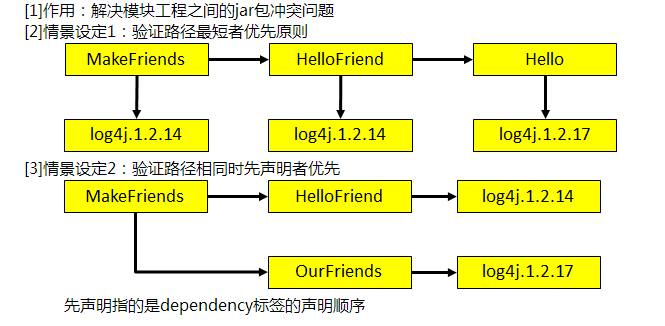 [1]作用：解决模块工程之间的jar包冲突问题
[2]情景设定1：验证路径最短者优先原则
MakeFriends
HelloFriend
Hello
log4j.1.2.14
log4j.1.2.14
log4j.1.2.17
[3]情景设定2：验证路径相同时先声明者优先
MakeFriends
HelloFriend
log4j.1.2.14
OurFriends
log4j.1.2.17
先声明指的是dependency标签的声明顺序